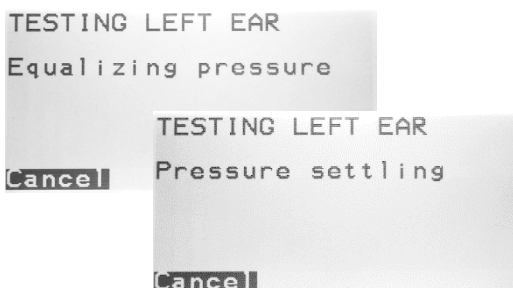 TESTING LEFT EAR
Equalizing pressure
Cancel
TESTING LEFT EAR
Pressure settling
Cancel